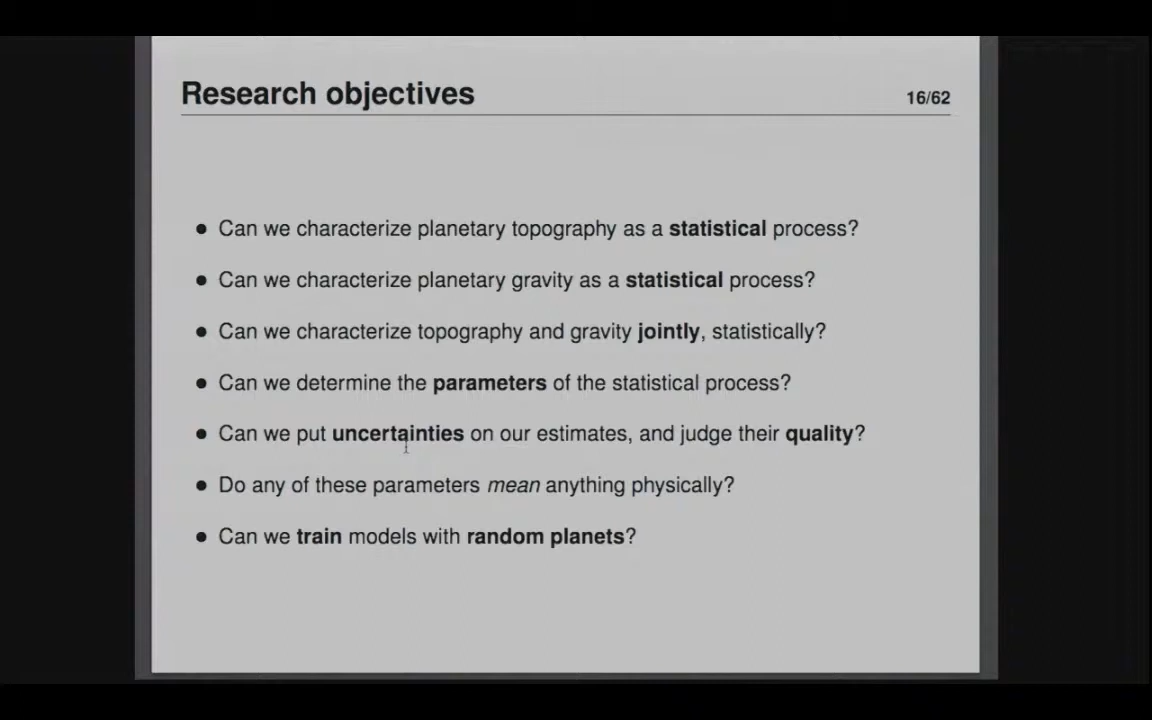 Research objectives
16/62
● Can we characterize planetary topography as a statistical process?
● Can we characterize planetary gravity as a statistical process?
● Can we characterize topography and gravity jointly, statistically?
● Can we determine the parameters of the statistical process?
● Can we put uncertainties on our estimates, and judge their quality?
● Do any of these parameters mean anything physically?
● Can we train models with random planets?